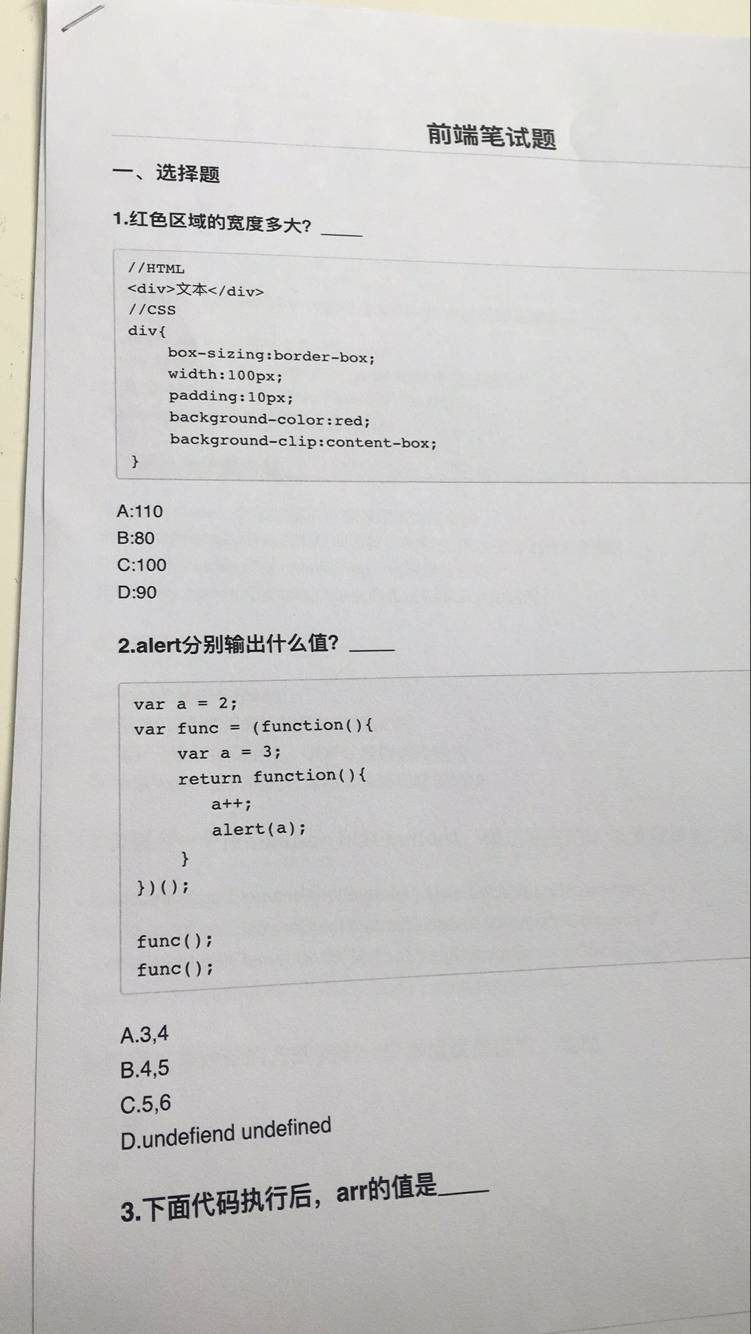 前端笔试题
一、选择题
1.红色区域的宽度多大? ____
//HTML
<div>文本</div>
//CSS
div{
    box-sizing:border-box;
    width:100px;
    padding:10px;
    background-color:red;
    background-clip:content-box;
}
A:110
B:80
C:100
D:90
2.alert分别输出什么值? ____
var a = 2;
var func = (function(){
    var a = 3;
    return function(){
        a++;
        alert(a);
    }
})();
func();
func();
A.3,4
B.4,5
C.5,6
D.undefiend undefined
3.下面代码执行后，arr的值是____